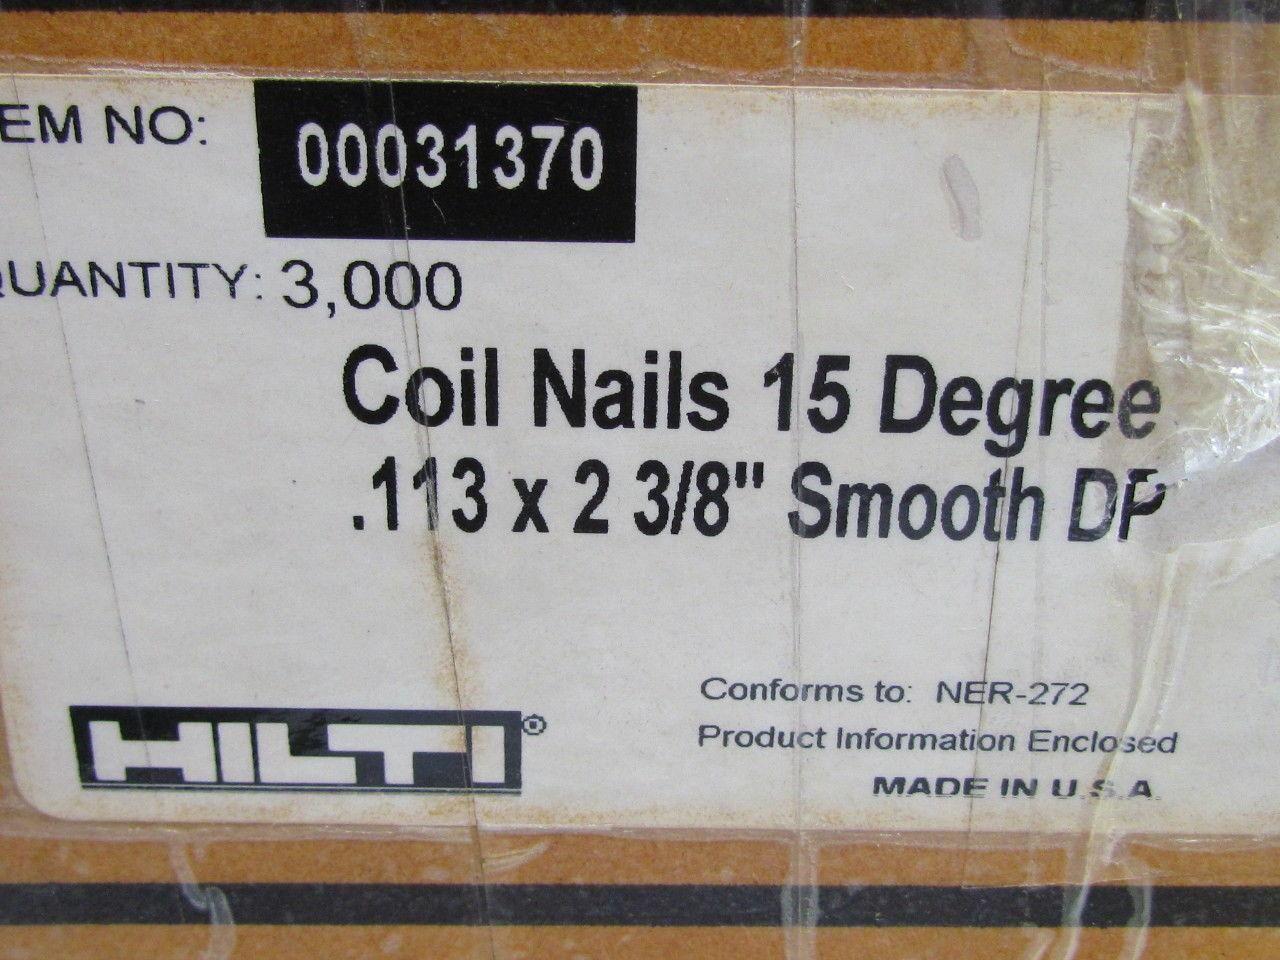 EM NO: 00031370
QUANTITY: 3,000
Coil Nails 15 Degree
.113 x 2 3/8" Smooth DP
Conforms to: NER-272
Product Information Enclosed
HILTI®
MADE IN U.S.A.